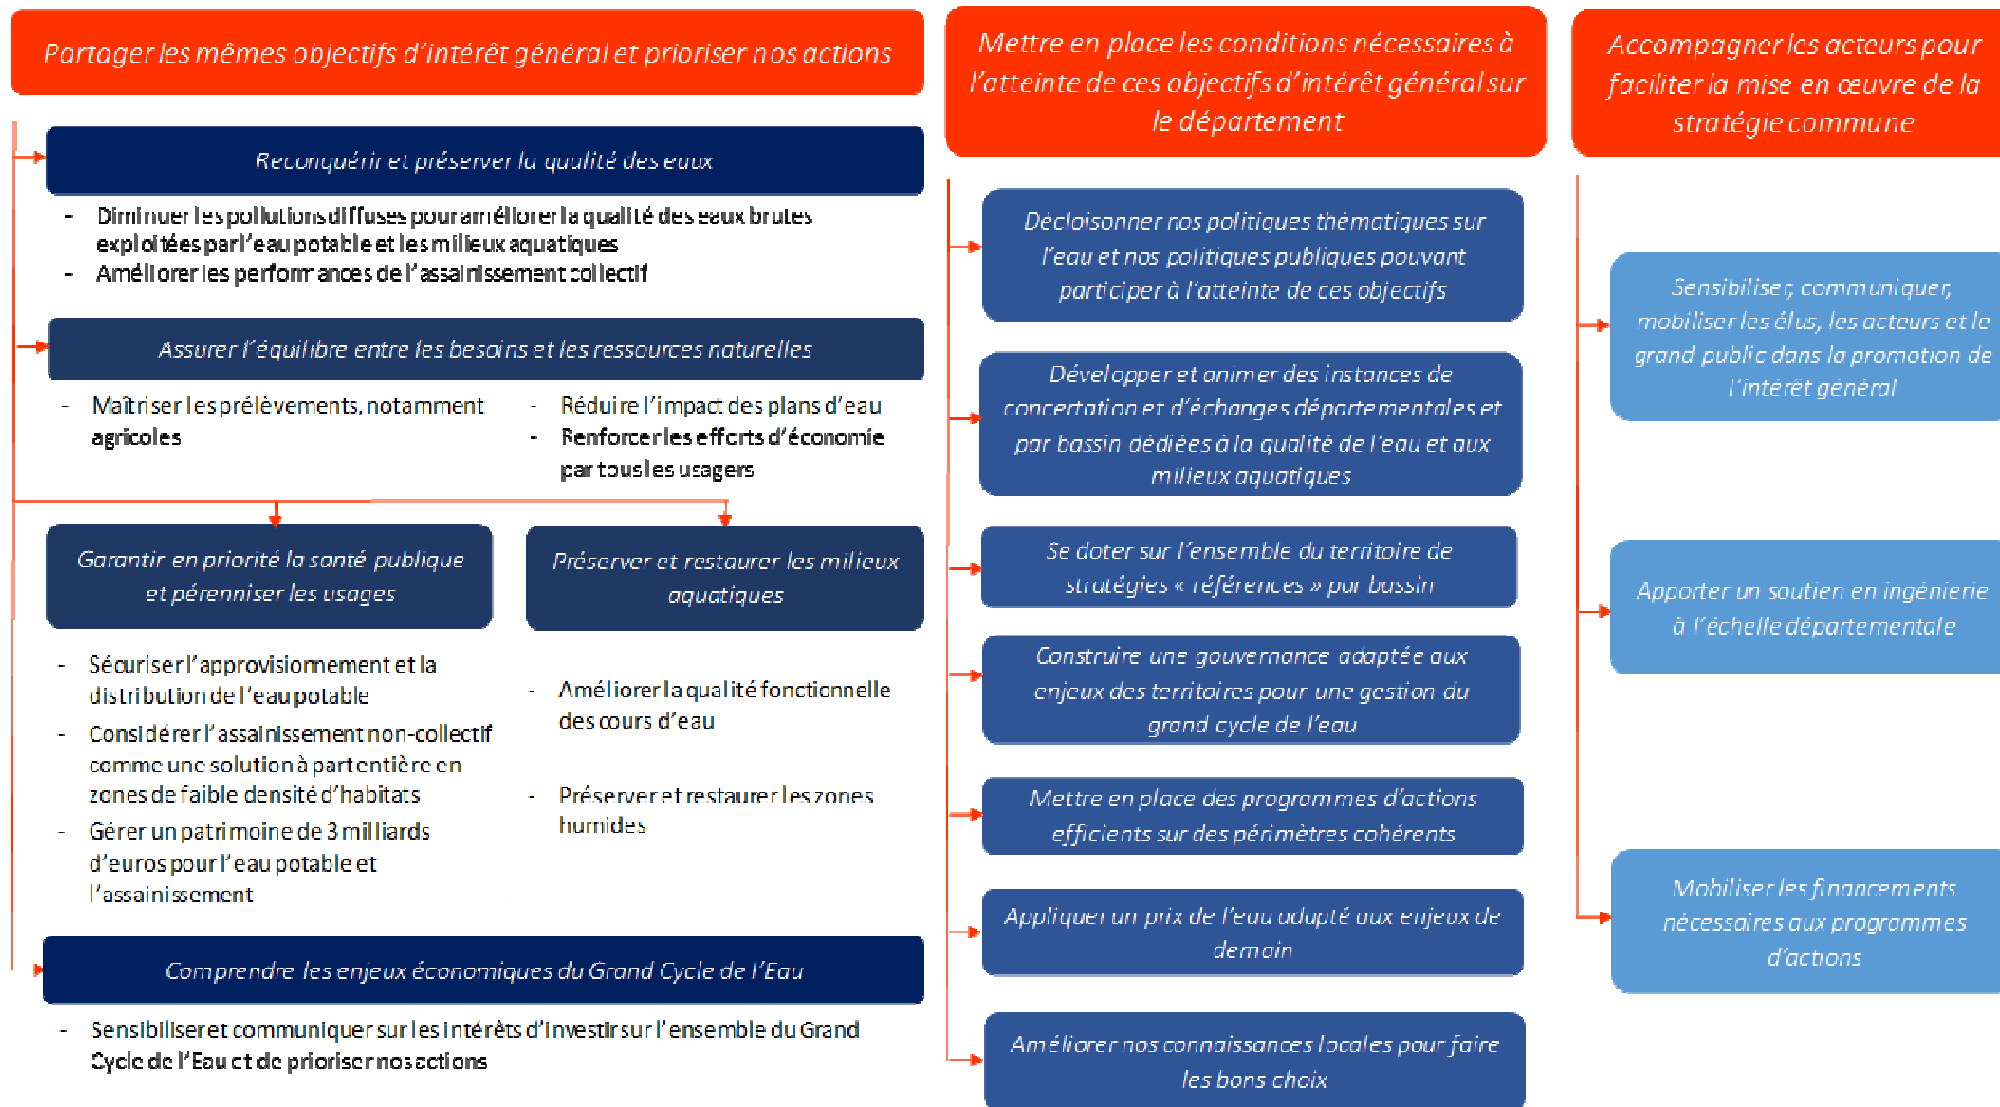 Partager les mêmes objectifs d'intérêt général et prioriser nos actions
Reconquérir et préserver la qualité des eaux
- Diminuer les pollutions diffuses pour améliorer la qualité des eaux brutes
exploitées par l'eau potable et les milieux aquatiques
- Améliorer les performances de l'assainissement collectif
Assurer l'équilibre entre les besoins et les ressources naturelles
- Maîtriser les prélèvements, notamment
agricoles
- Réduire l'impact des plans d'eau
- Renforcer les efforts d'économie
par tous les usagers
Garantir en priorité la santé publique
et pérenniser les usages
- Sécuriser l'approvisionnement et la
distribution de l'eau potable
- Considérer l'assainissement non-collectif
comme une solution à part entière en
zones de faible densité d'habitats
- Gérer un patrimoine de 3 milliards
d'euros pour l'eau potable et
l'assainissement
Préserver et restaurer les milieux
aquatiques
- Améliorer la qualité fonctionnelle
des cours d'eau
- Préserver et restaurer les zones
humides
Comprendre les enjeux économiques du Grand Cycle de l'Eau
- Sensibiliser et communiquer sur les intérêts d'investir sur l'ensemble du Grand
Cycle de l'Eau et de prioriser nos actions
Mettre en place les conditions nécessaires à
l'atteinte de ces objectifs d'intérêt général sur
le département
Décloisonner nos politiques thématiques sur
l'eau et nos politiques publiques pouvant
participer à l'atteinte de ces objectifs
Développer et animer des instances de
concertation et d'échanges départementales et
par bassin dédiées à la qualité de l'eau et aux
milieux aquatiques
Se doter sur l'ensemble du territoire de
stratégies « références » par bassin
Construire une gouvernance adaptée aux
enjeux des territoires pour une gestion du
grand cycle de l'eau
Mettre en place des programmes d'actions
efficients sur des périmètres cohérents
Appliquer un prix de l'eau adapté aux enjeux de
demain
Améliorer nos connaissances locales pour faire
les bons choix
Accompagner les acteurs pour
faciliter la mise en œuvre de la
stratégie commune
Sensibiliser, communiquer,
mobiliser les élus, les acteurs et le
grand public dans la promotion de
l'intérêt général
Apporter un soutien en ingénierie
à l'échelle départementale
Mobiliser les financements
nécessaires aux programmes
d'actions